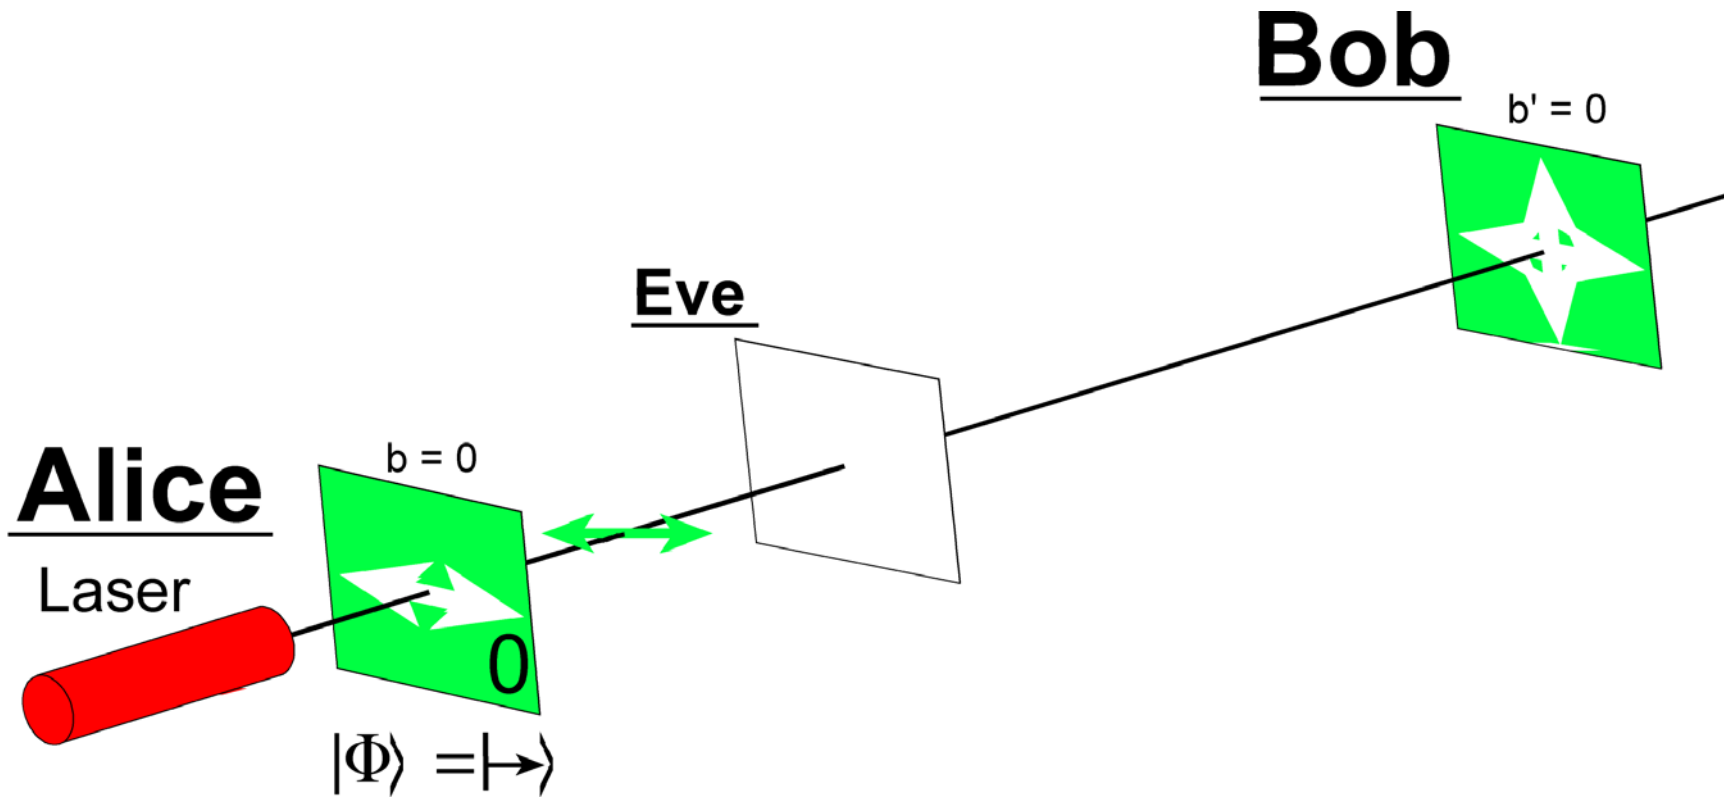 Bob
b' = 0
Eve
Alice
b = 0
Laser
0
|Φ⟩ =|→⟩